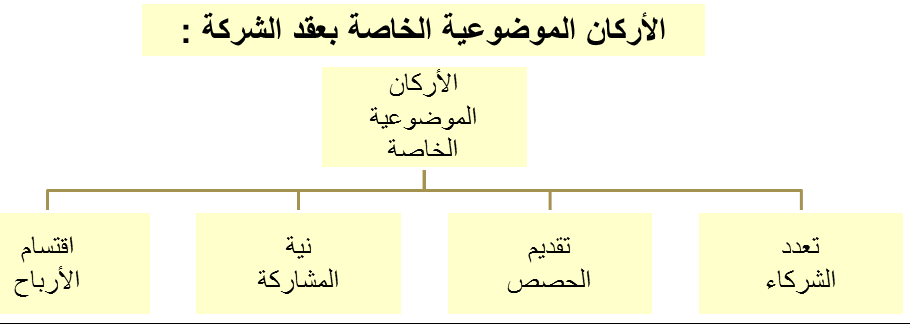 الأركان الموضوعية الخاصة بعقد الشركة :
الأركان
الموضوعية
الخاصة
تعدد
الشركاء
تقديم
الحصص
نية
المشاركة
اقتسام
الأرباح